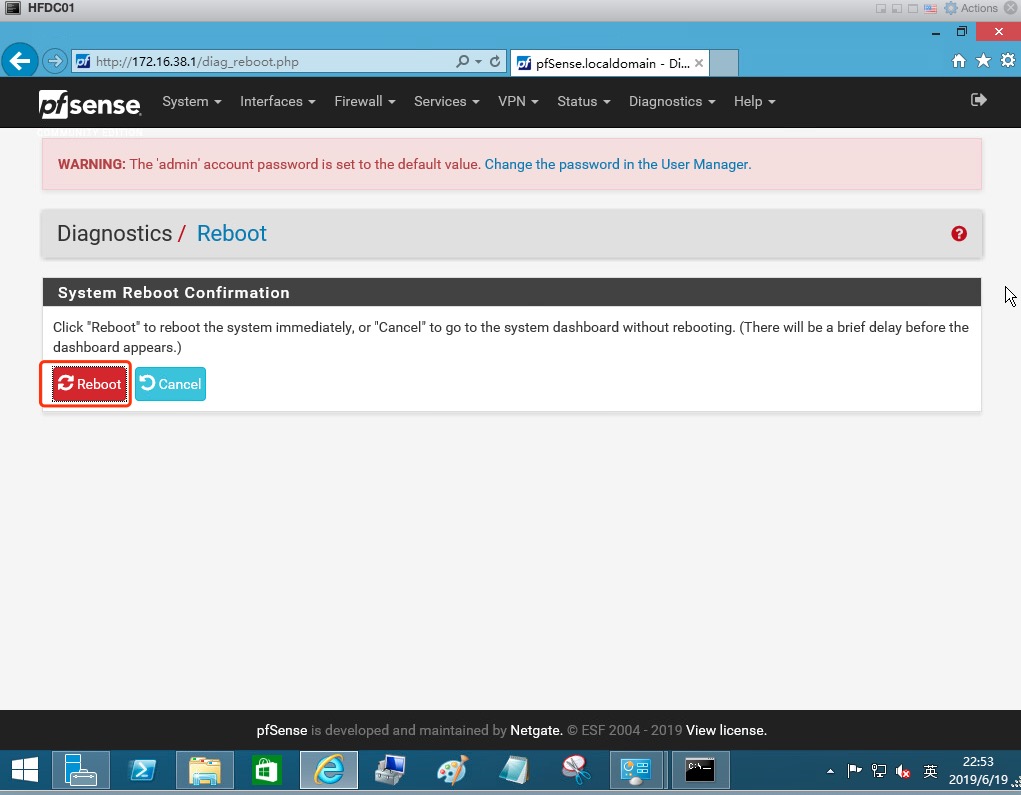 HFDC01
Actions
http://172.16.38.1/diag_reboot.php
pfSense.localdomain - Di...
pfsense
System
Interfaces
Firewall
Services
VPN
Status
Diagnostics
Help
COMMUNITY EDITION
WARNING: The 'admin' account password is set to the default value. Change the password in the User Manager.
Diagnostics / Reboot
System Reboot Confirmation
Click "Reboot" to reboot the system immediately, or "Cancel" to go to the system dashboard without rebooting. (There will be a brief delay before the
dashboard appears.)
Reboot
Cancel
pfSense is developed and maintained by Netgate. © ESF 2004 - 2019 View license.
英
22:53
2019/6/19